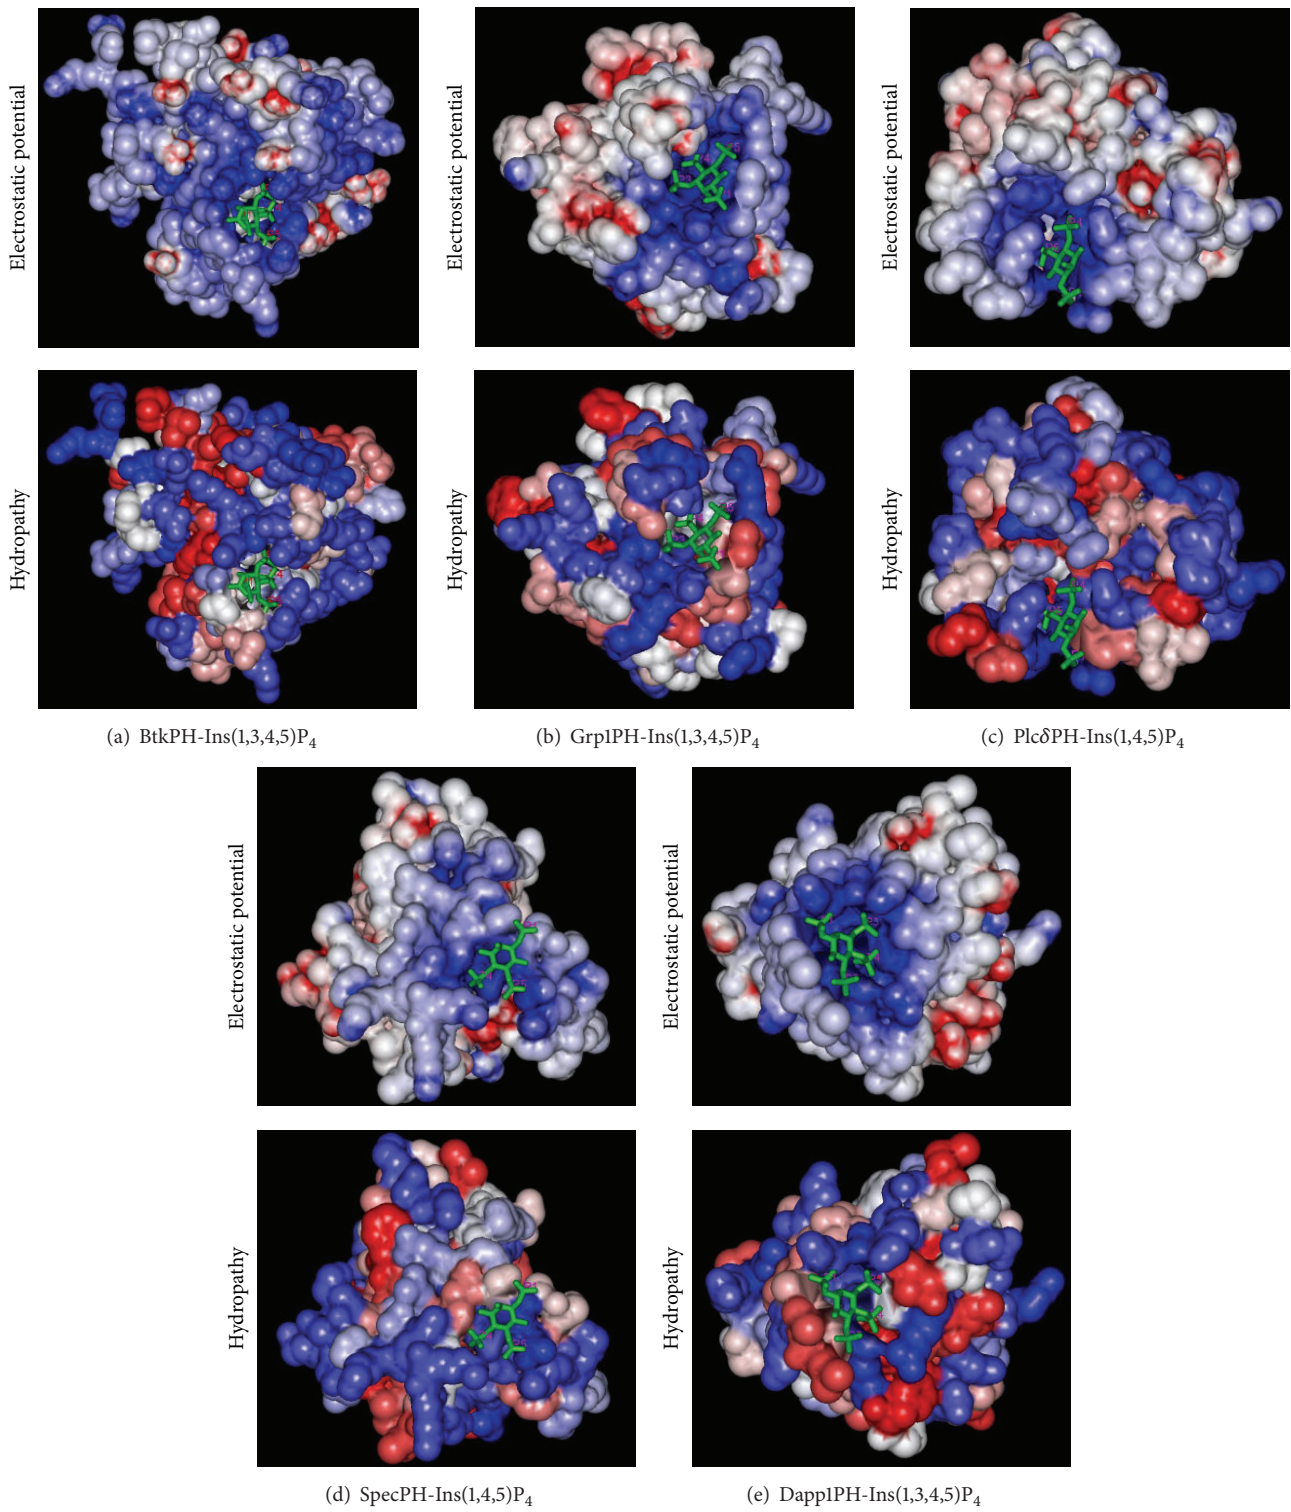 Electrostatic potential
Electrostatic potential
Electrostatic potential
Hydropathy
Hydropathy
Hydropathy
(a) BtkPH-Ins(1,3,4,5)P₄
(b) Grp1PH-Ins(1,3,4,5)P₄
(c) PlcδPH-Ins(1,4,5)P₄
Electrostatic potential
Electrostatic potential
Hydropathy
Hydropathy
(d) SpecPH-Ins(1,4,5)P₄
(e) Dapp1PH-Ins(1,3,4,5)P₄